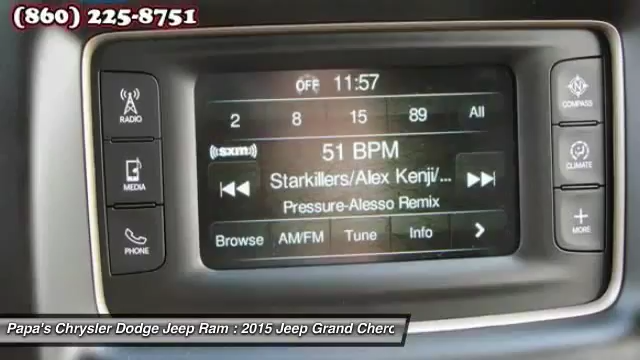 (860) 225-8751
OFF 11:57
2 8 15 89 All
RADIO
COMPASS
((sxm))
51 BPM
MEDIA
Starkillers/Alex Kenji/...
CLIMATE
Pressure-Alesso Remix
PHONE
Browse AM/FM Tune Info >
+
MORE
Papa's Chrysler Dodge Jeep Ram : 2015 Jeep Grand Chero